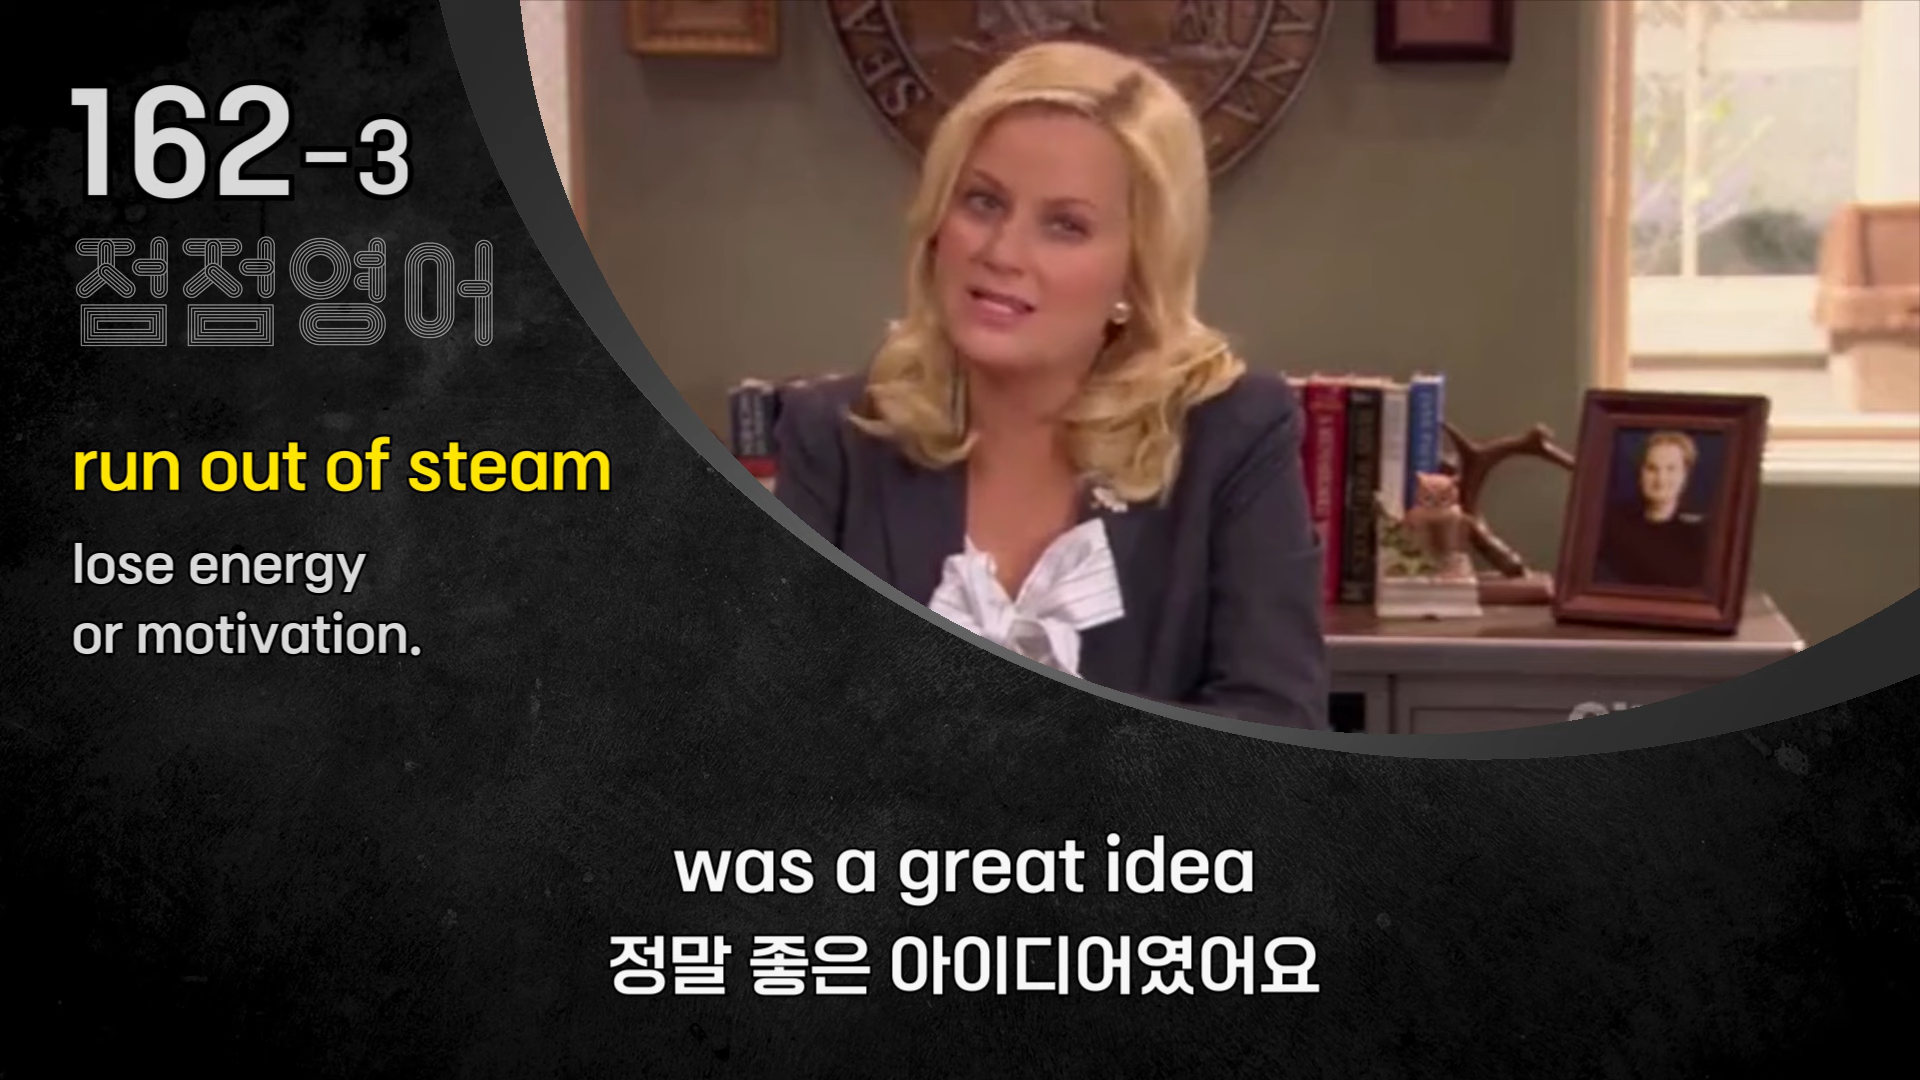 162-3
점점영어
run out of steam
lose energy
or motivation.
was a great idea
정말 좋은 아이디어였어요